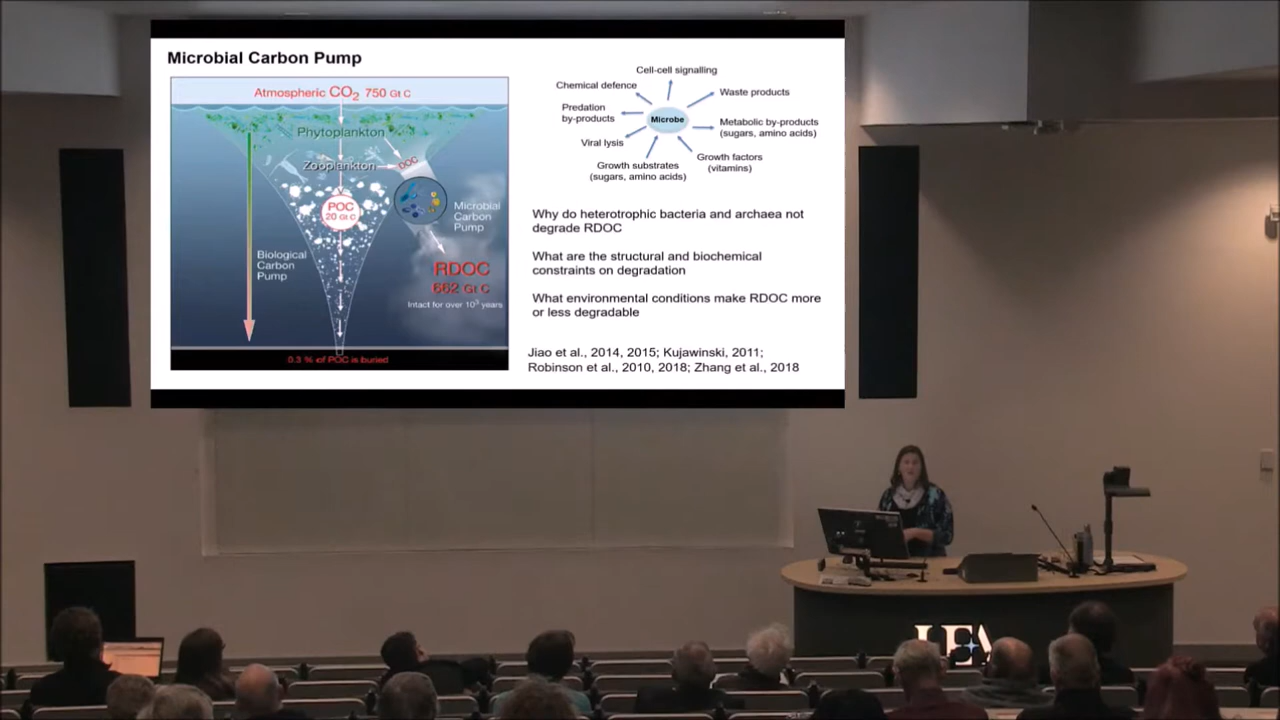 Microbial Carbon Pump
Atmospheric CO2 750 Gt C
Phytoplankton
Zooplankton
DOC
POC
20 Gt C
Microbial
Carbon
Pump
Biological
Carbon
Pump
RDOC
662 Gt C
Intact for over 10³ years
0.3 % of POC is buried
Cell-cell signalling
Chemical defence
Waste products
Predation
by-products
Microbe
Metabolic by-products
(sugars, amino acids)
Viral lysis
Growth factors
(vitamins)
Growth substrates
(sugars, amino acids)
Why do heterotrophic bacteria and archaea not
degrade RDOC
What are the structural and biochemical
constraints on degradation
What environmental conditions make RDOC more
or less degradable
Jiao et al., 2014, 2015; Kujawinski, 2011;
Robinson et al., 2010, 2018; Zhang et al., 2018
UEA